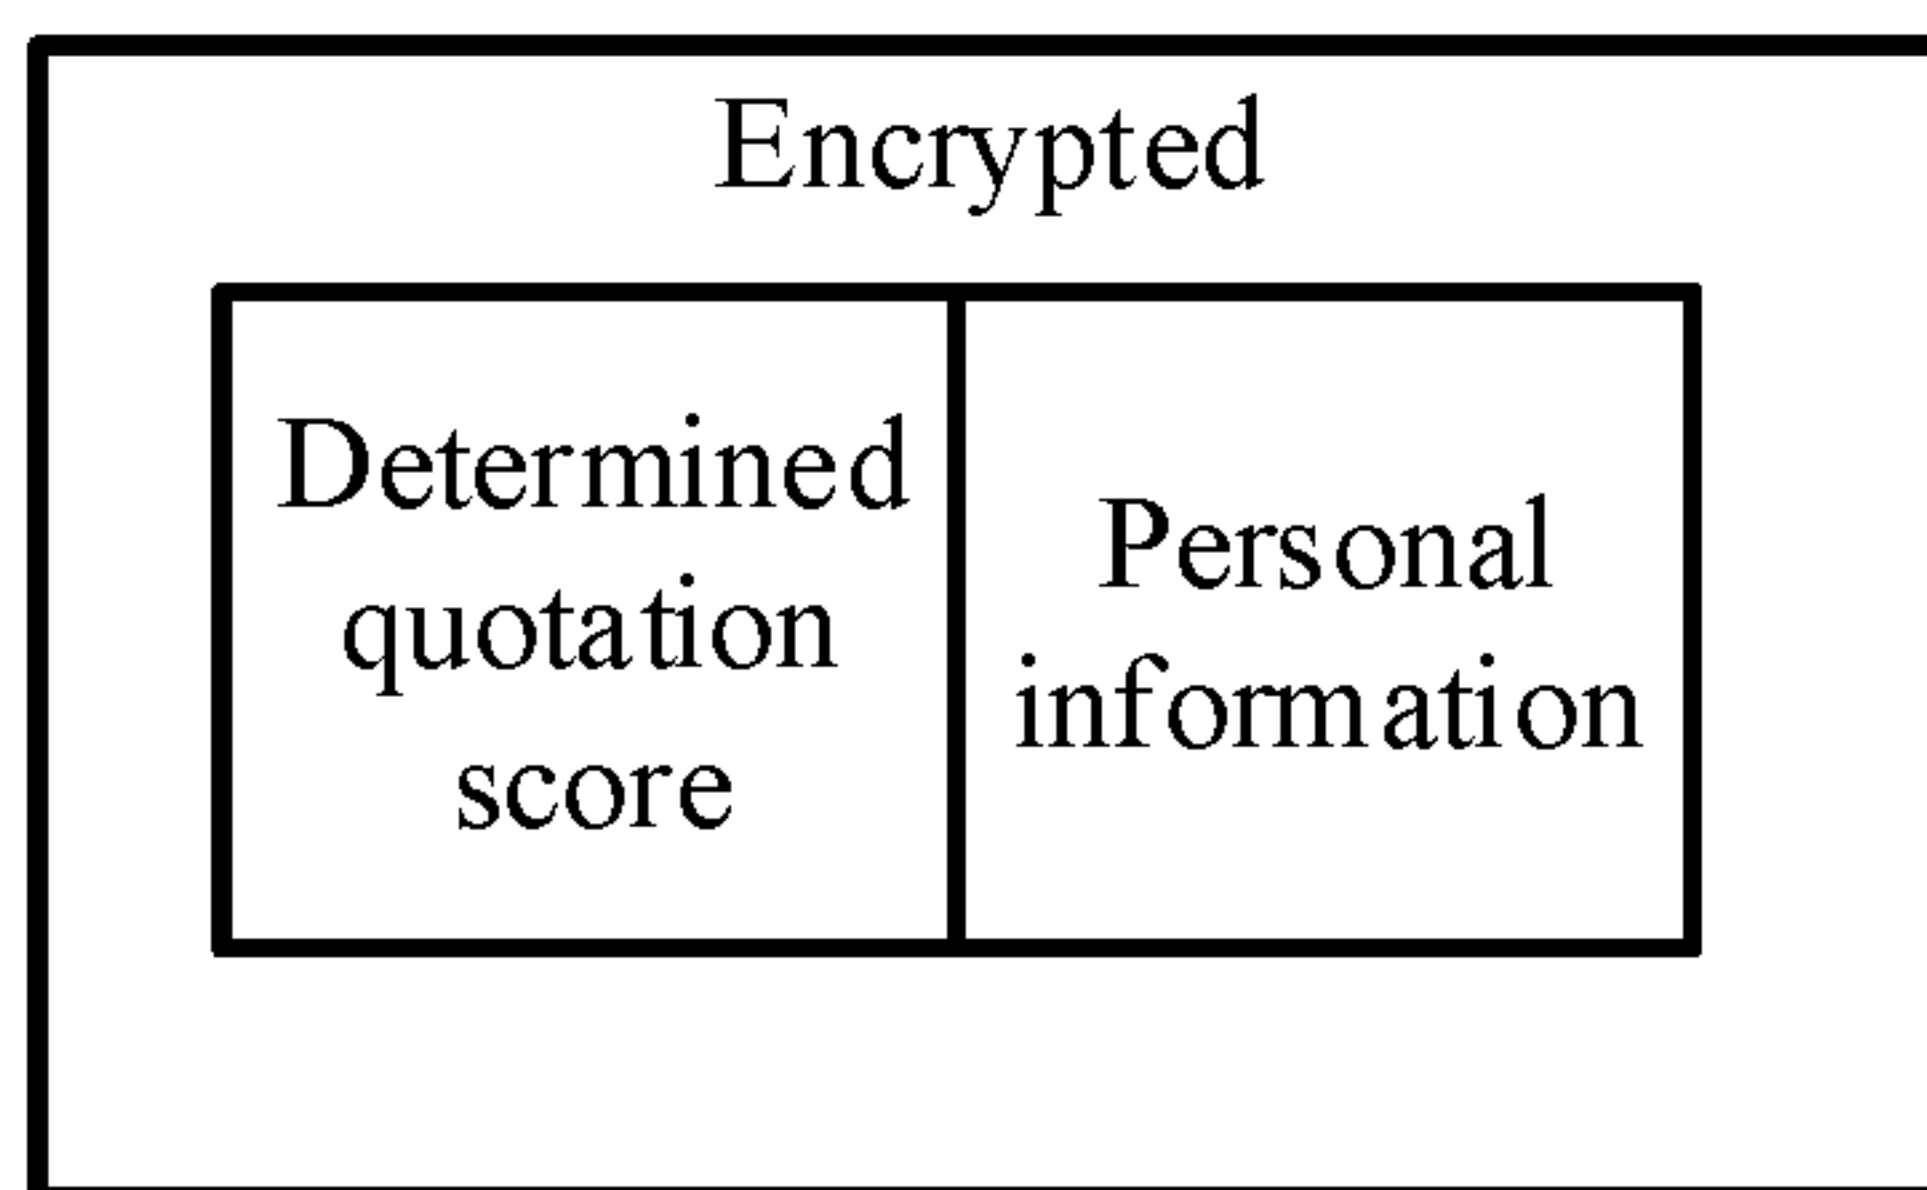 Encrypted
Determined
quotation
score
Personal
information